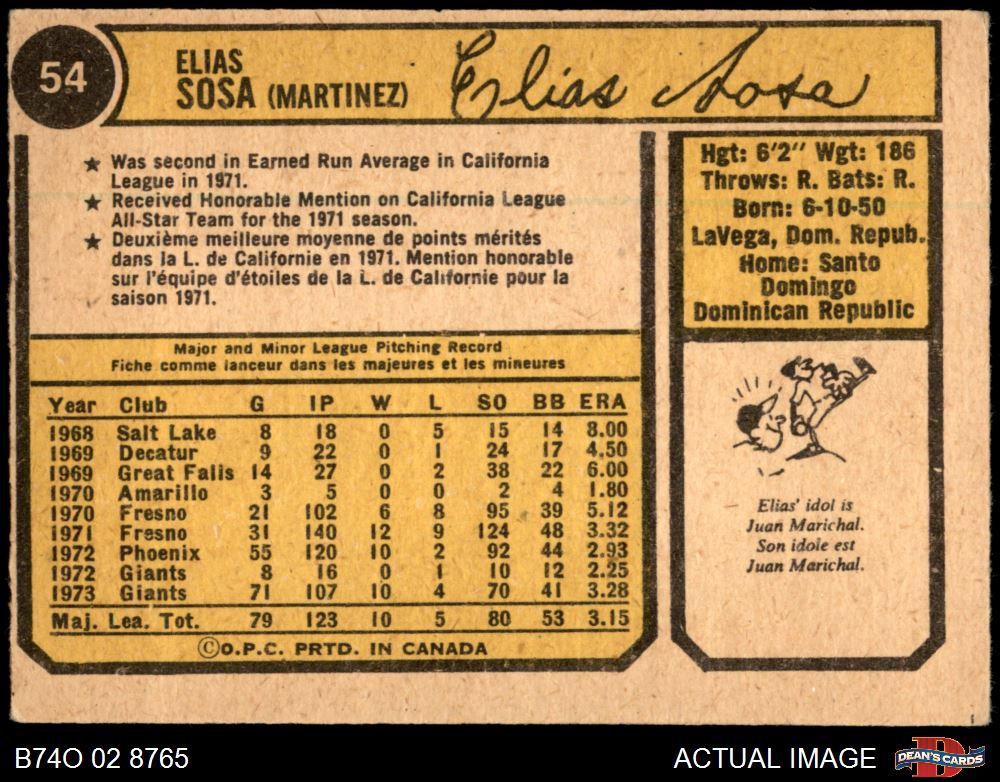 54
ELIAS
SOSA (MARTINEZ)
Elias Sosa
★ Was second in Earned Run Average in California
League in 1971.
★ Received Honorable Mention on California League
All-Star Team for the 1971 season.
★ Deuxième meilleure moyenne de points mérités
dans la L. de Californie en 1971. Mention honorable
sur l'équipe d'étoiles de la L. de Californie pour la
saison 1971.
Hgt: 6'2" Wgt: 186
Throws: R. Bats: R.
Born: 6-10-50
LaVega, Dom. Repub.
Home: Santo
Domingo
Dominican Republic
Major and Minor League Pitching Record
Fiche comme lanceur dans les majeures et les mineures
Year Club G IP W L SO BB ERA
1968 Salt Lake 8 18 0 5 15 14 8.00
1969 Decatur 9 22 0 1 24 17 4.50
1969 Great Falls 14 27 0 2 38 22 6.00
1970 Amarillo 3 5 0 0 2 4 1.80
1970 Fresno 21 102 6 8 95 39 5.12
1971 Fresno 31 140 12 9 124 48 3.32
1972 Phoenix 55 120 10 2 92 44 2.93
1972 Giants 8 16 0 1 10 12 2.25
1973 Giants 71 107 10 4 70 41 3.28
Maj. Lea. Tot. 79 123 10 5 80 53 3.15
©O.P.C. PRTD. IN CANADA
Elias' idol is
Juan Marichal.
Son idole est
Juan Marichal.
B74O 02 8765
ACTUAL IMAGE
DEAN'S CARDS